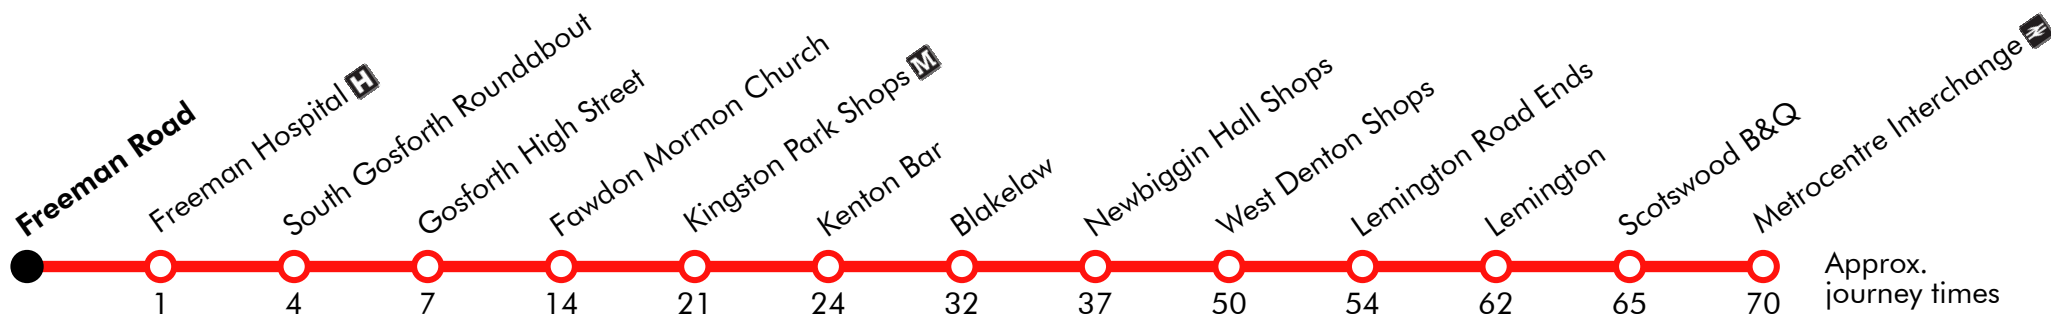 Freeman Road
Freeman Hospital H
South Gosforth Roundabout
Gosforth High Street
Fawdon Mormon Church
Kingston Park Shops M
Kenton Bar
Blakelaw
Newbiggin Hall Shops
West Denton Shops
Lemington Road Ends
Lemington
Scotswood B&Q
Metrocentre Interchange
1 4 7 14 21 24 32 37 50 54 62 65 70
Approx.
journey times